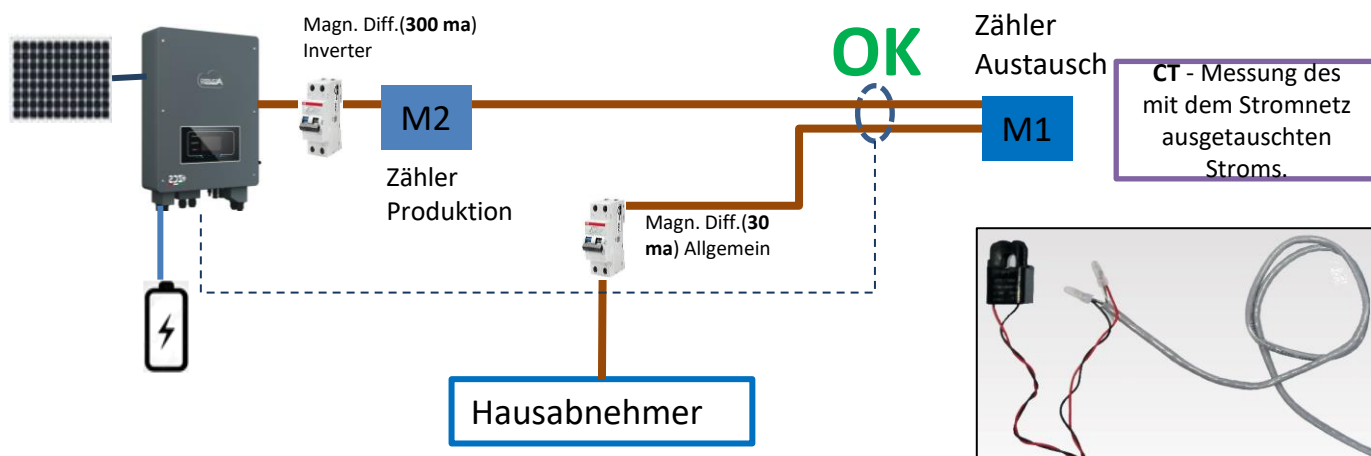 Magn. Diff.(300 ma)
Inverter
OK
Zähler
Austausch
CT - Messung des
mit dem Stromnetz
ausgetauschten
Stroms.
M2
M1
Zähler
Produktion
Magn. Diff.(30
ma) Allgemein
Hausabnehmer